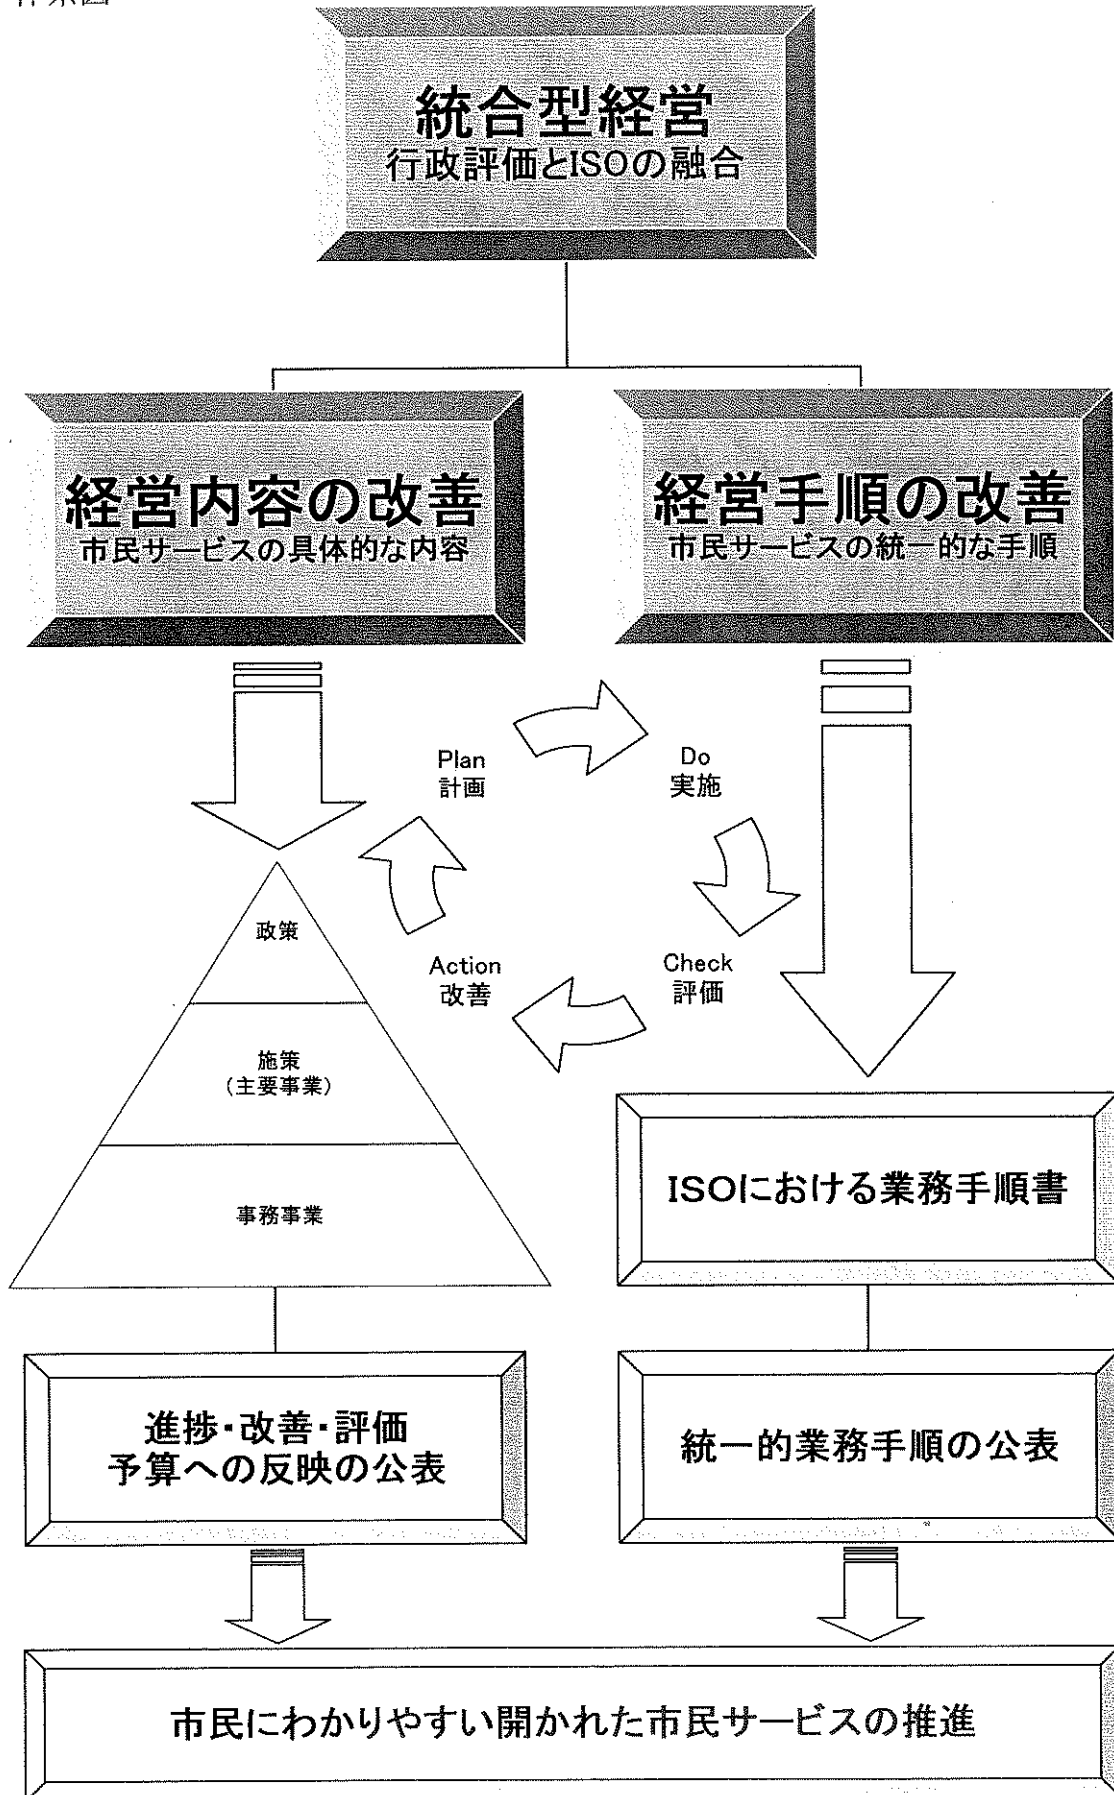 統合型経営
行政評価とISOの融合
経営内容の改善
市民サービスの具体的な内容
経営手順の改善
市民サービスの統一的な手順
Plan
計画
Do
実施
Check
評価
Action
改善
政策
施策
(主要事業)
事務事業
ISOにおける業務手順書
進捗・改善・評価
予算への反映の公表
統一的業務手順の公表
市民にわかりやすい開かれた市民サービスの推進